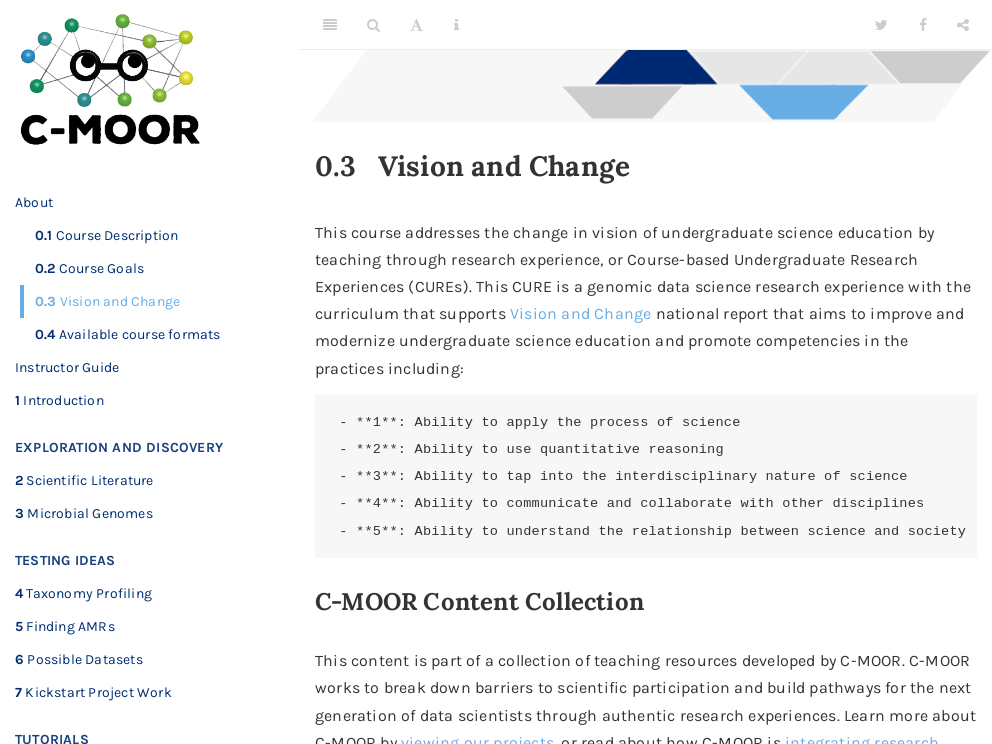 C-MOOR
About
0.1 Course Description
0.2 Course Goals
0.3 Vision and Change
0.4 Available course formats
Instructor Guide
1 Introduction
EXPLORATION AND DISCOVERY
2 Scientific Literature
3 Microbial Genomes
TESTING IDEAS
4 Taxonomy Profiling
5 Finding AMRs
6 Possible Datasets
7 Kickstart Project Work
TUTORIALS
A
0.3 Vision and Change
This course addresses the change in vision of undergraduate science education by
teaching through research experience, or Course-based Undergraduate Research
Experiences (CUREs). This CURE is a genomic data science research experience with the
curriculum that supports Vision and Change national report that aims to improve and
modernize undergraduate science education and promote competencies in the
practices including:
- **1**: Ability to apply the process of science
- **2**: Ability to use quantitative reasoning
- **3**: Ability to tap into the interdisciplinary nature of science
- **4**: Ability to communicate and collaborate with other disciplines
- **5**: Ability to understand the relationship between science and society
C-MOOR Content Collection
This content is part of a collection of teaching resources developed by C-MOOR. C-MOOR
works to break down barriers to scientific participation and build pathways for the next
generation of data scientists through authentic research experiences. Learn more about
C-MOOR by viewing our projects, or read about how C-MOOR is integrating research